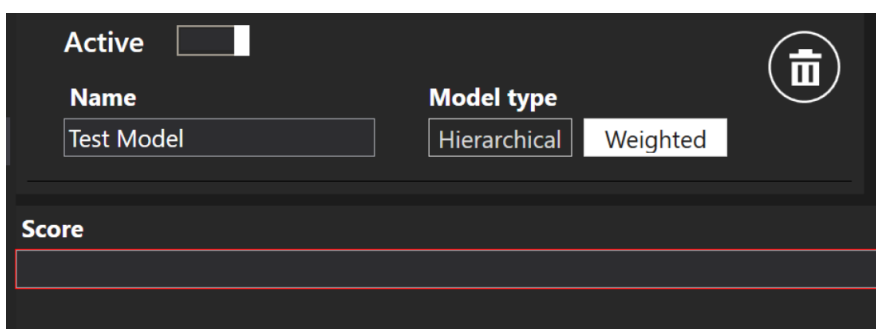 Active
Name
Model type
Test Model
Hierarchical
Weighted
Score